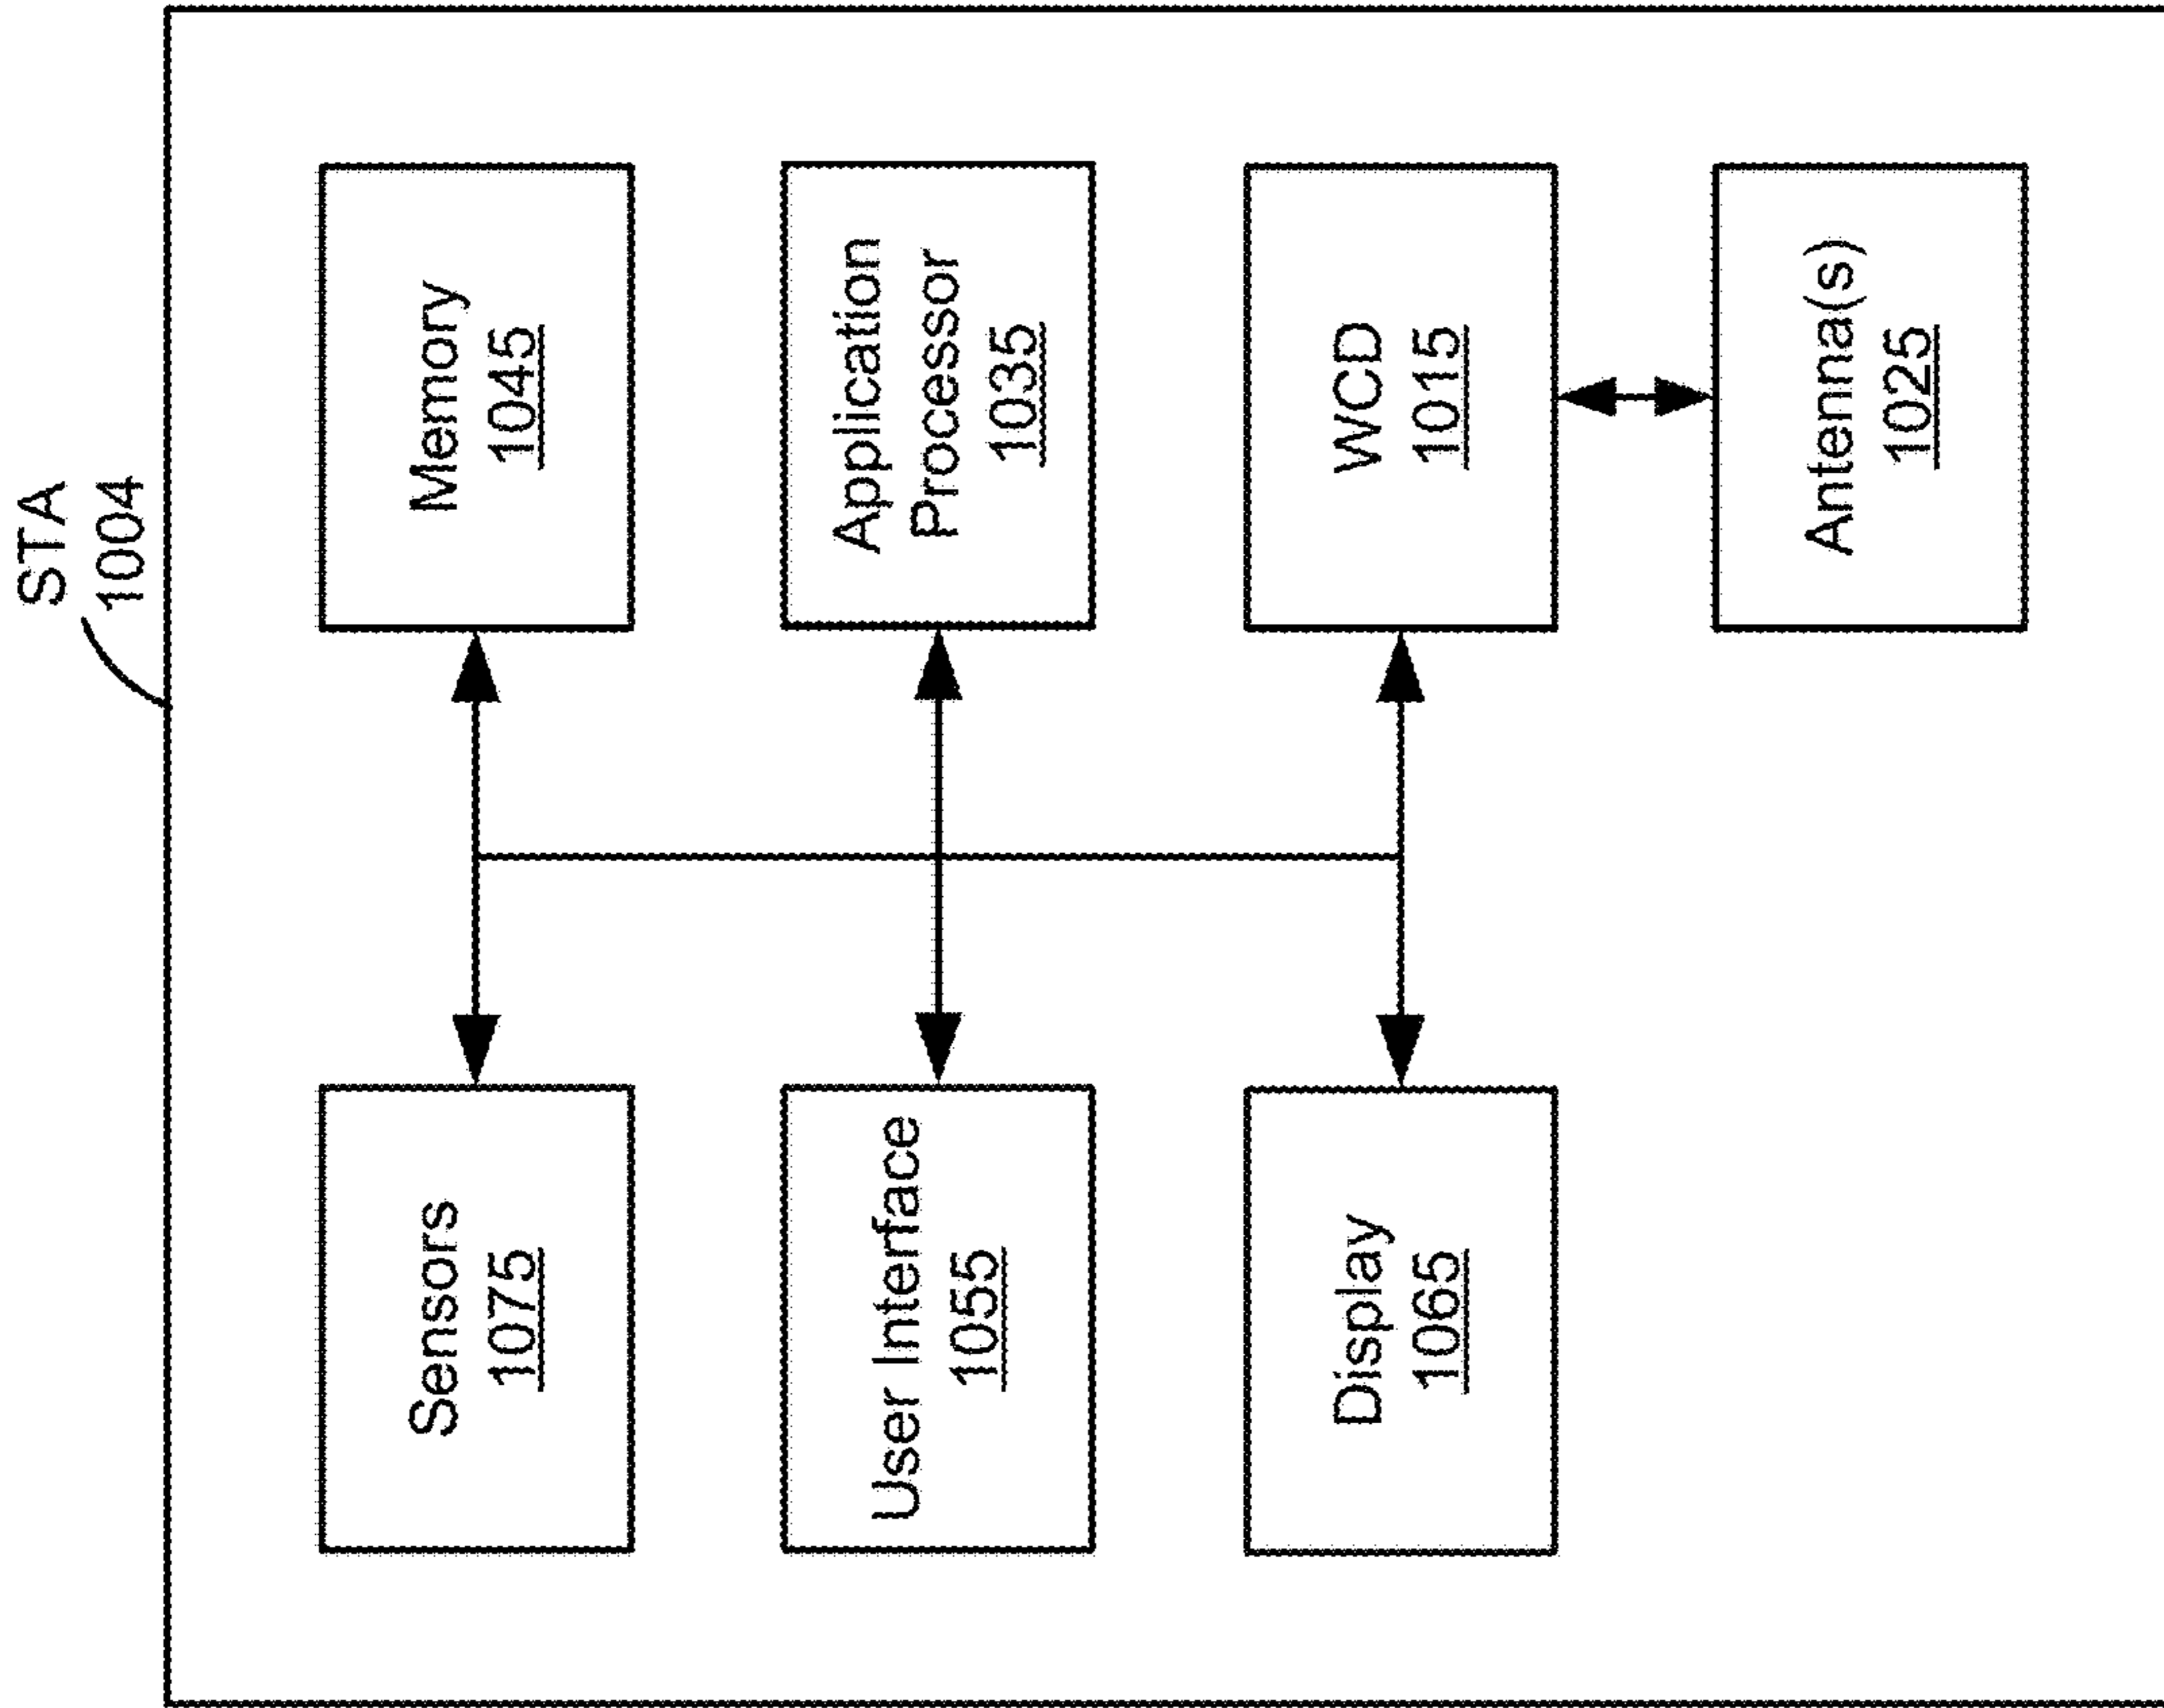 STA
1004
Sensors
1075
Memory
1045
User Interface
1055
Application
Processor
1035
Display
1065
WCD
1015
Antenna(s)
1025